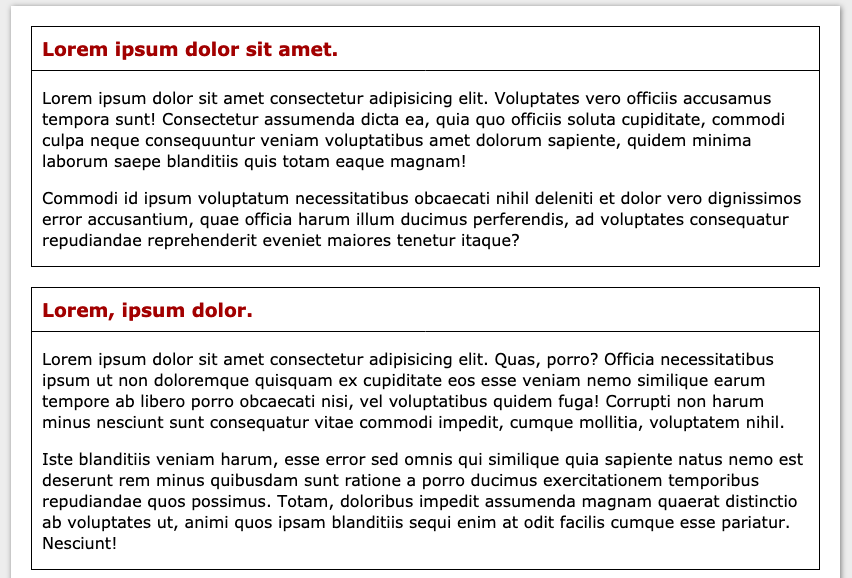 Lorem ipsum dolor sit amet.
Lorem ipsum dolor sit amet consectetur adipisicing elit. Voluptates vero officiis accusamus
tempora sunt! Consectetur assumenda dicta ea, quia quo officiis soluta cupiditate, commodi
culpa neque consequuntur veniam voluptatibus amet dolorum sapiente, quidem minima
laborum saepe blanditiis quis totam eaque magnam!
Commodi id ipsum voluptatum necessitatibus obcaecati nihil deleniti et dolor vero dignissimos
error accusantium, quae officia harum illum ducimus perferendis, ad voluptates consequatur
repudiandae reprehenderit eveniet maiores tenetur itaque?
Lorem, ipsum dolor.
Lorem ipsum dolor sit amet consectetur adipisicing elit. Quas, porro? Officia necessitatibus
ipsum ut non doloremque quisquam ex cupiditate eos esse veniam nemo similique earum
tempore ab libero porro obcaecati nisi, vel voluptatibus quidem fuga! Corrupti non harum
minus nesciunt sunt consequatur vitae commodi impedit, cumque mollitia, voluptatem nihil.
Iste blanditiis veniam harum, esse error sed omnis qui similique quia sapiente natus nemo est
deserunt rem minus quibusdam sunt ratione a porro ducimus exercitationem temporibus
repudiandae quos possimus. Totam, doloribus impedit assumenda magnam quaerat distinctio
ab voluptates ut, animi quos ipsam blanditiis sequi enim at odit facilis cumque esse pariatur.
Nesciunt!